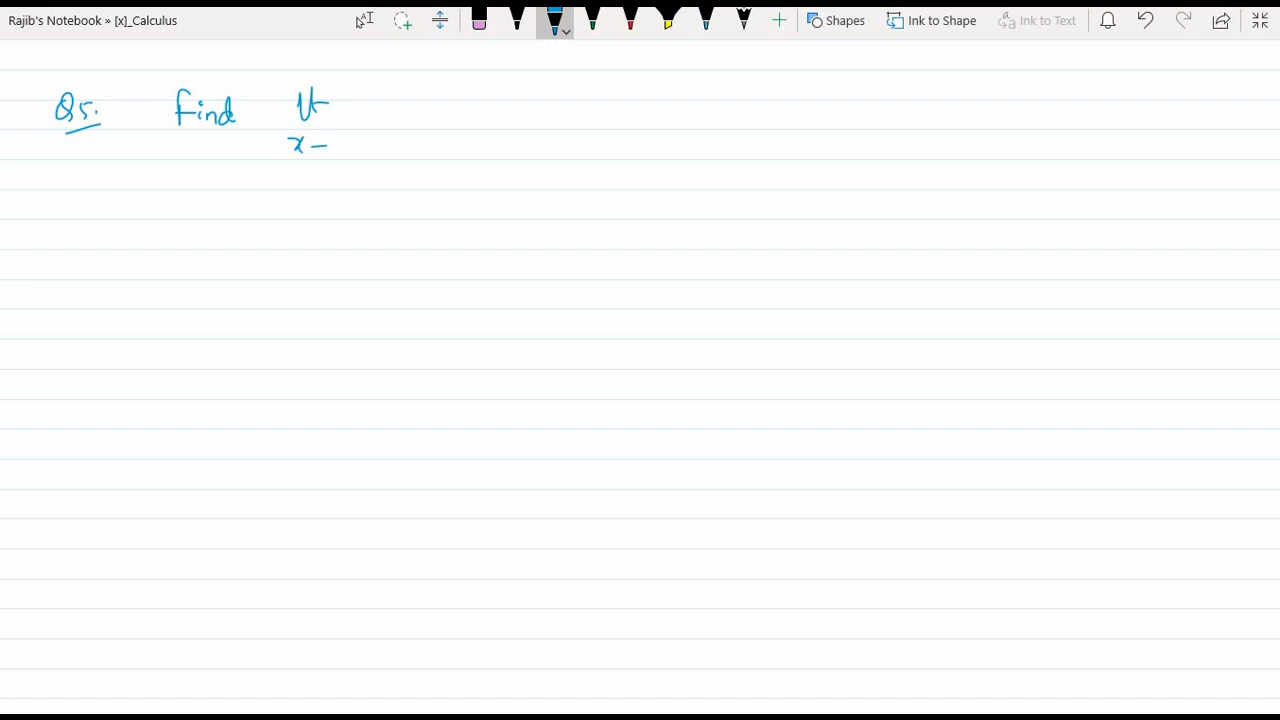 Rajib's Notebook » [x]_Calculus
Shapes
Ink to Shape
Ink to Text
Q5. Find Lt
x -